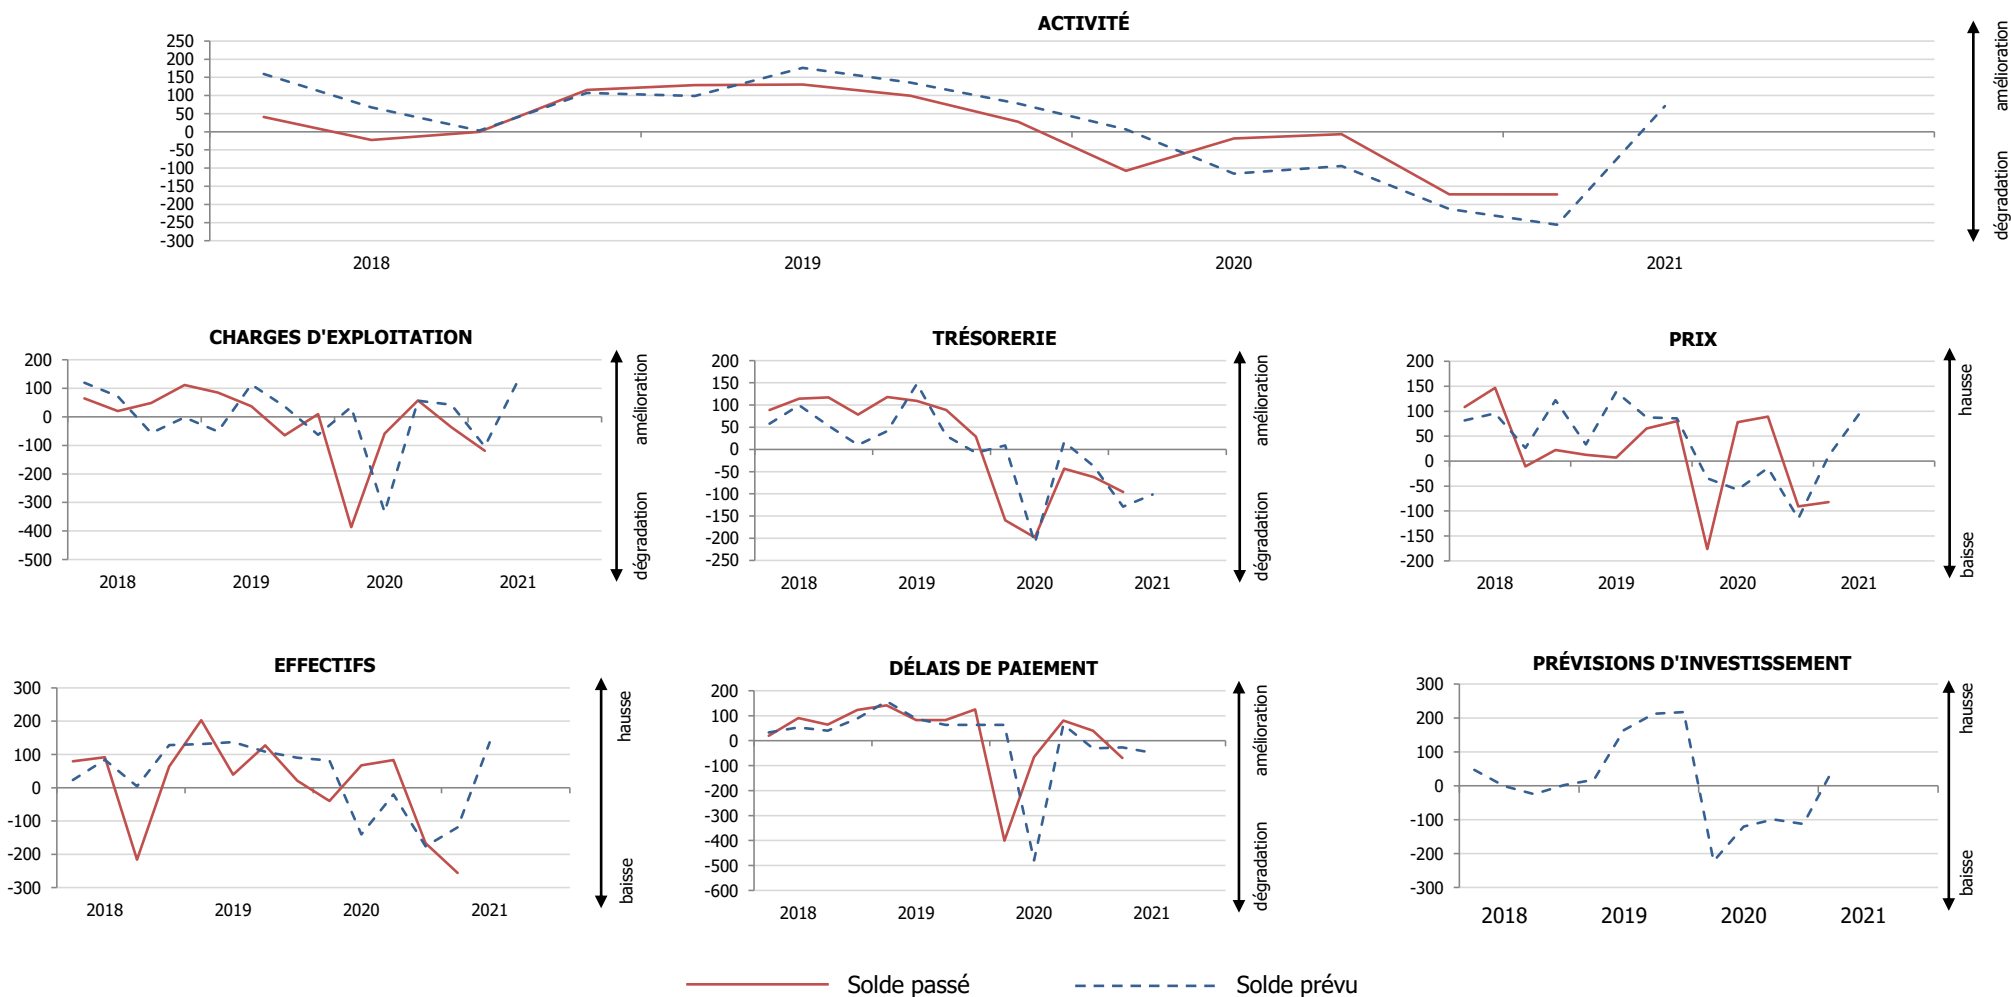 ACTIVITÉ
250
200
150
100
50
0
-50
-100
-150
-200
-250
-300
2018 2019 2020 2021
amélioration
dégradation
CHARGES D'EXPLOITATION
200
100
0
-100
-200
-300
-400
-500
2018 2019 2020 2021
amélioration
dégradation
TRÉSORERIE
200
150
100
50
0
-50
-100
-150
-200
-250
2018 2019 2020 2021
amélioration
dégradation
PRIX
200
150
100
50
0
-50
-100
-150
-200
2018 2019 2020 2021
hausse
baisse
EFFECTIFS
300
200
100
0
-100
-200
-300
2018 2019 2020 2021
hausse
baisse
DÉLAIS DE PAIEMENT
200
100
0
-100
-200
-300
-400
-500
-600
2018 2019 2020 2021
amélioration
dégradation
PRÉVISIONS D'INVESTISSEMENT
300
200
100
0
-100
-200
-300
2018 2019 2020 2021
hausse
baisse
Solde passé Solde prévu